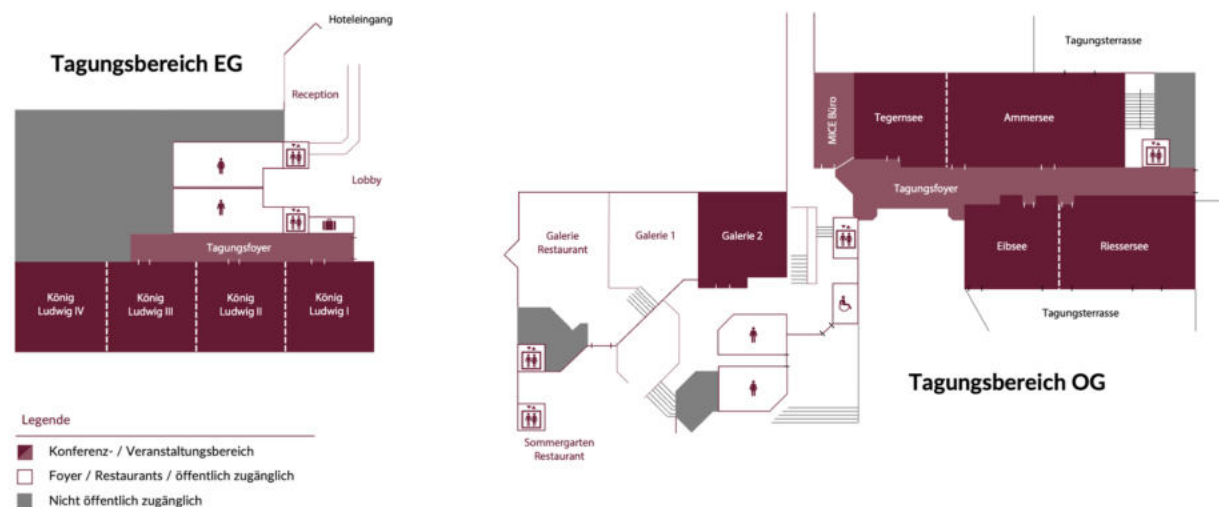 Hoteleingang
Tagungsbereich EG
Reception
Lobby
Tagungsfoyer
König
Ludwig IV
König
Ludwig III
König
Ludwig II
König
Ludwig I
Legende
Konferenz- / Veranstaltungsbereich
Foyer / Restaurants / öffentlich zugänglich
Nicht öffentlich zugänglich
Tagungsterrasse
MICE Büro
Tegernsee
Ammersee
Tagungsfoyer
Galerie
Restaurant
Galerie 1
Galerie 2
Eibsee
Riessersee
Tagungsterrasse
Tagungsbereich OG
Sommergarten
Restaurant